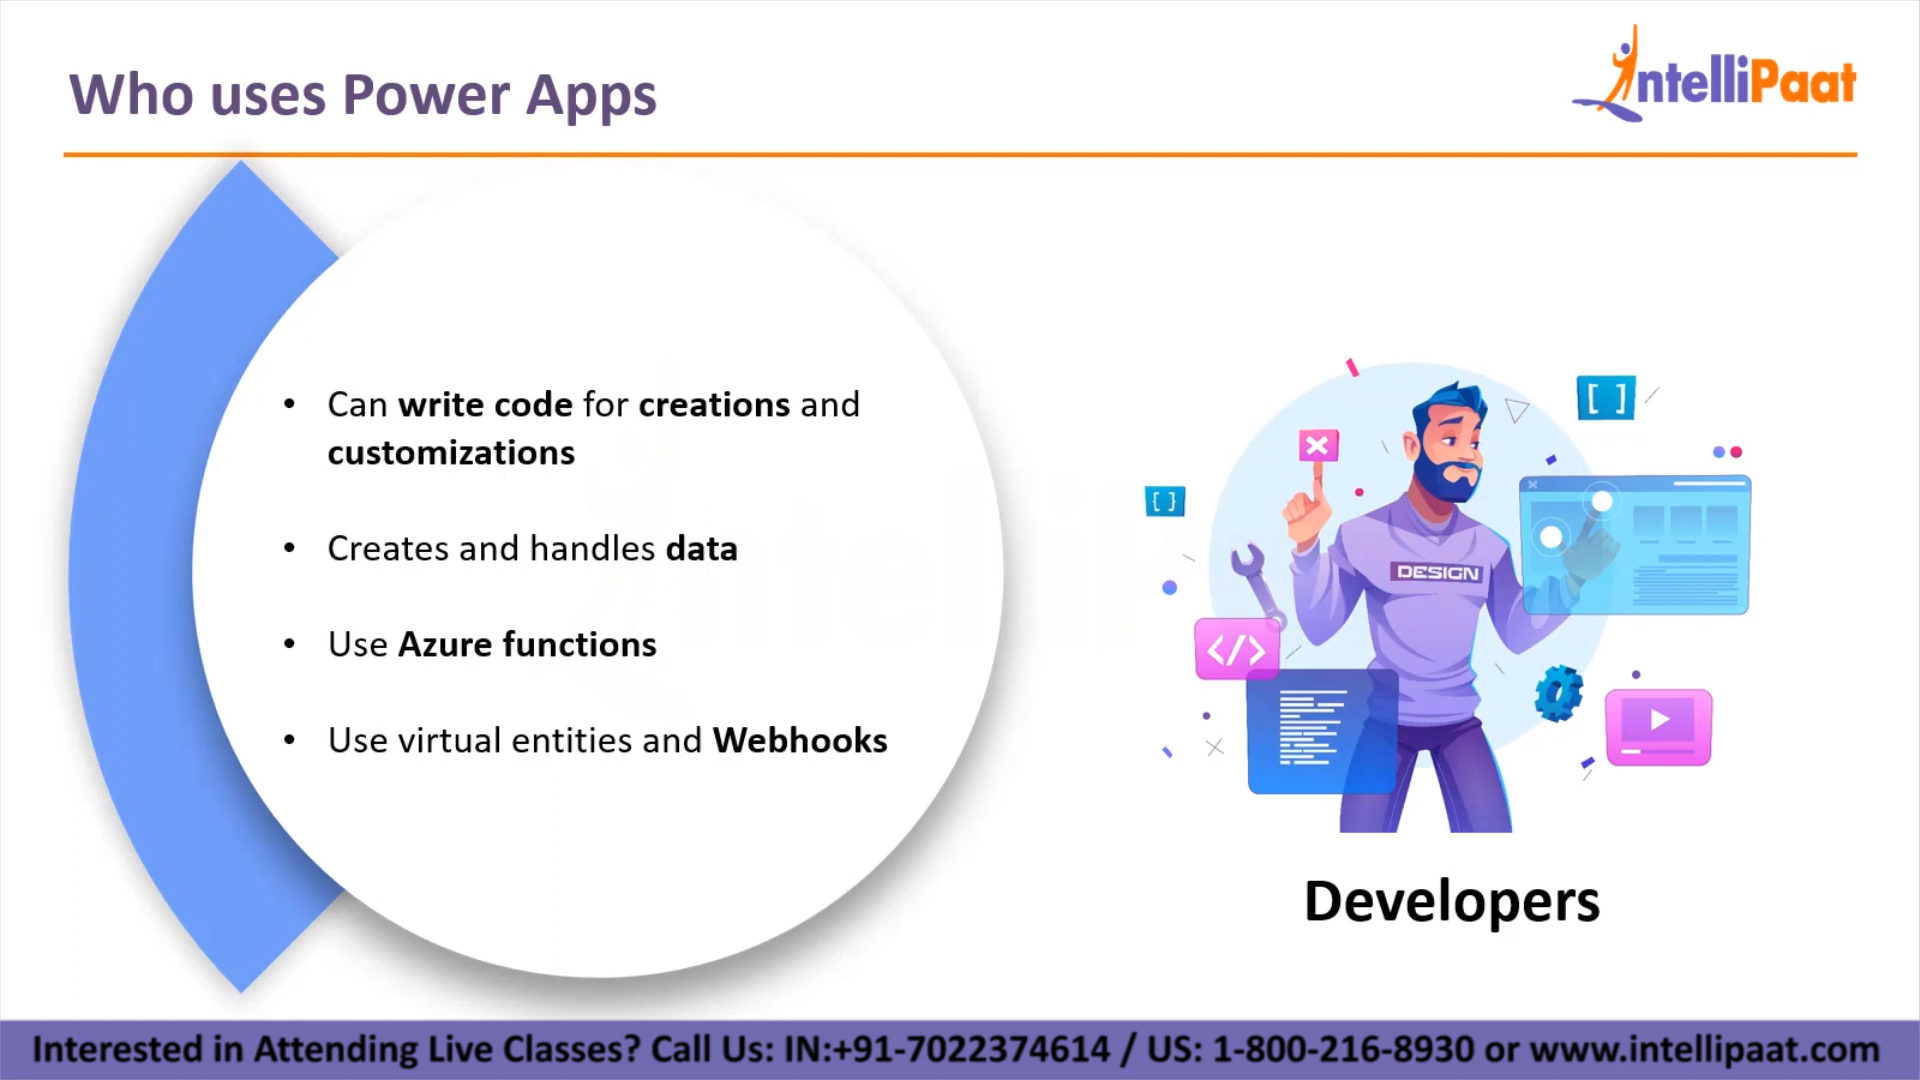 Who uses Power Apps
IntelliPaat
• Can write code for creations and
customizations
• Creates and handles data
• Use Azure functions
• Use virtual entities and Webhooks
[ ]
{ }
</>
DESIGN
Developers
Interested in Attending Live Classes? Call Us: IN:+91-7022374614 / US: 1-800-216-8930 or www.intellipaat.com